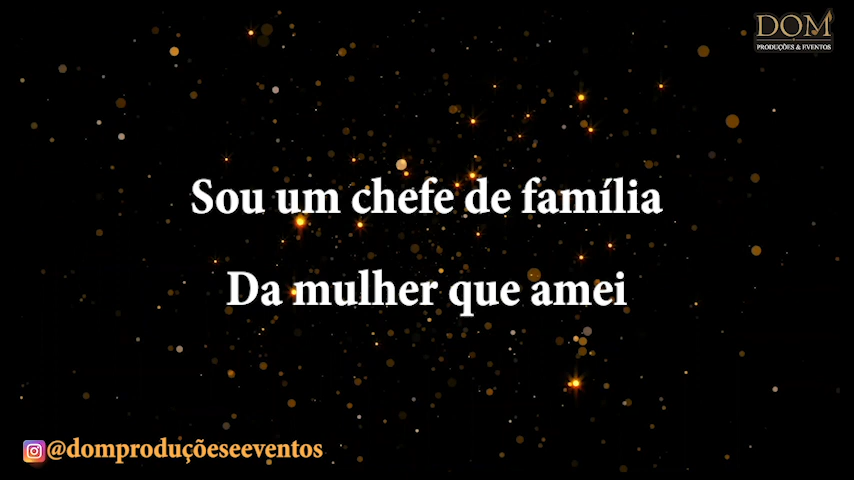 DOM
PRODUÇÕES & EVENTOS
Sou um chefe de família
Da mulher que amei
@domproduçõeseeventos